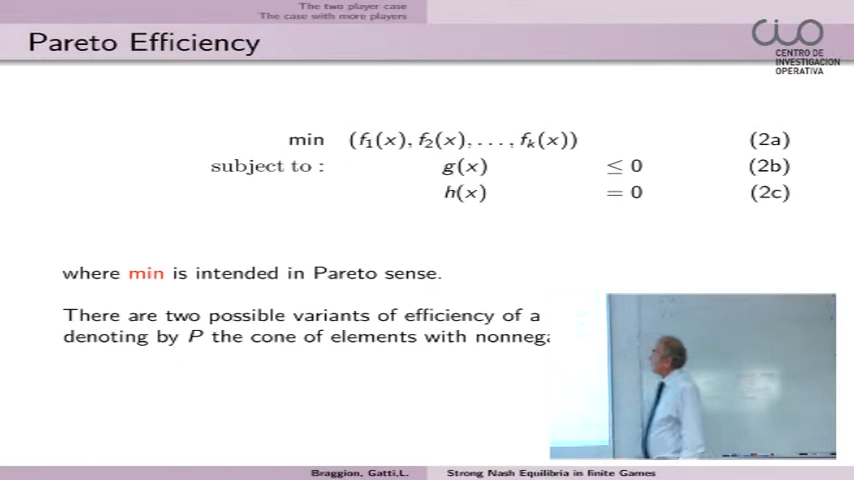 The two player case
The case with more players
Pareto Efficiency
CIO
CENTRO DE
INVESTIGACION
OPERATIVA
min (f₁(x), f₂(x), . . . , fₖ(x)) (2a)
subject to : g(x) ≤ 0 (2b)
h(x) = 0 (2c)
where min is intended in Pareto sense.
There are two possible variants of efficiency of a
denoting by P the cone of elements with
Braggion, Gatti,L. Strong Nash Equilibria in finite Games